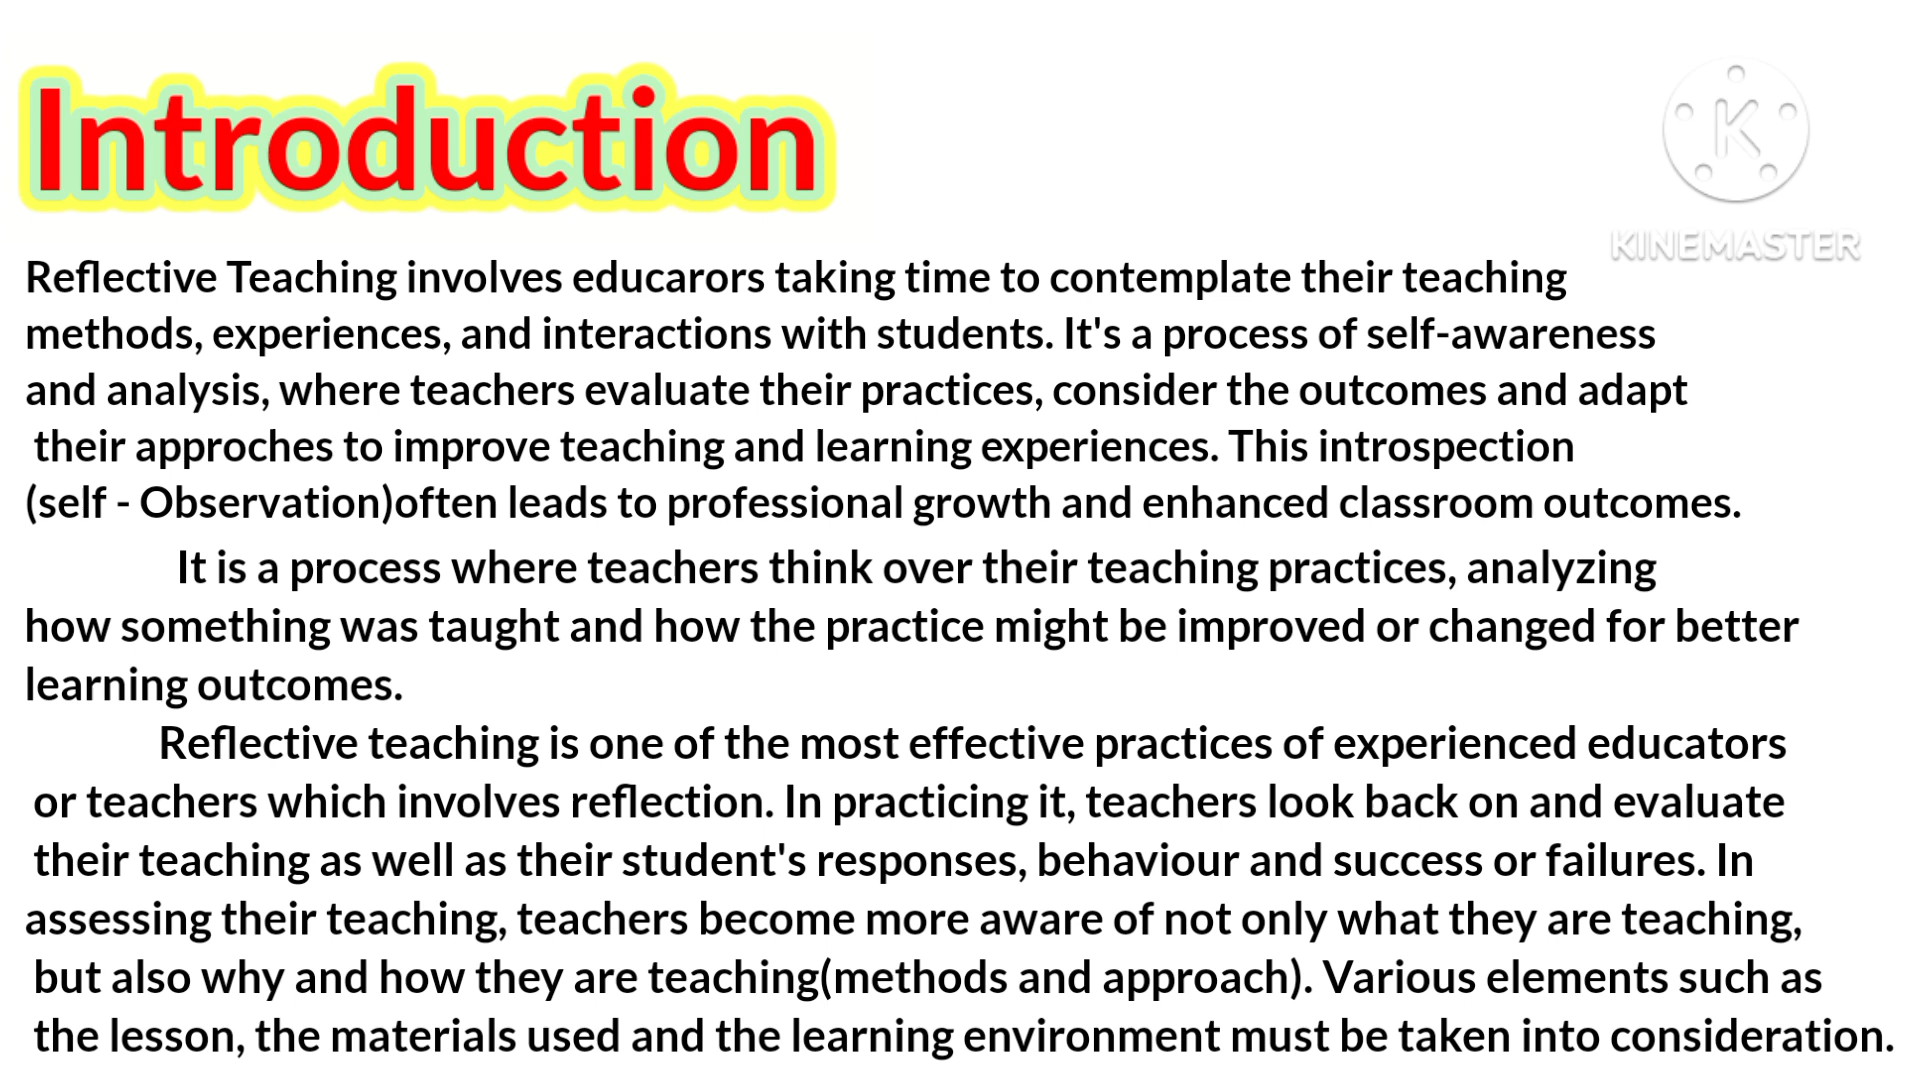 Introduction
K
KINEMASTER
Reflective Teaching involves educarors taking time to contemplate their teaching
methods, experiences, and interactions with students. It's a process of self-awareness
and analysis, where teachers evaluate their practices, consider the outcomes and adapt
their approches to improve teaching and learning experiences. This introspection
(self - Observation)often leads to professional growth and enhanced classroom outcomes.
It is a process where teachers think over their teaching practices, analyzing
how something was taught and how the practice might be improved or changed for better
learning outcomes.
Reflective teaching is one of the most effective practices of experienced educators
or teachers which involves reflection. In practicing it, teachers look back on and evaluate
their teaching as well as their student's responses, behaviour and success or failures. In
assessing their teaching, teachers become more aware of not only what they are teaching,
but also why and how they are teaching(methods and approach). Various elements such as
the lesson, the materials used and the learning environment must be taken into consideration.